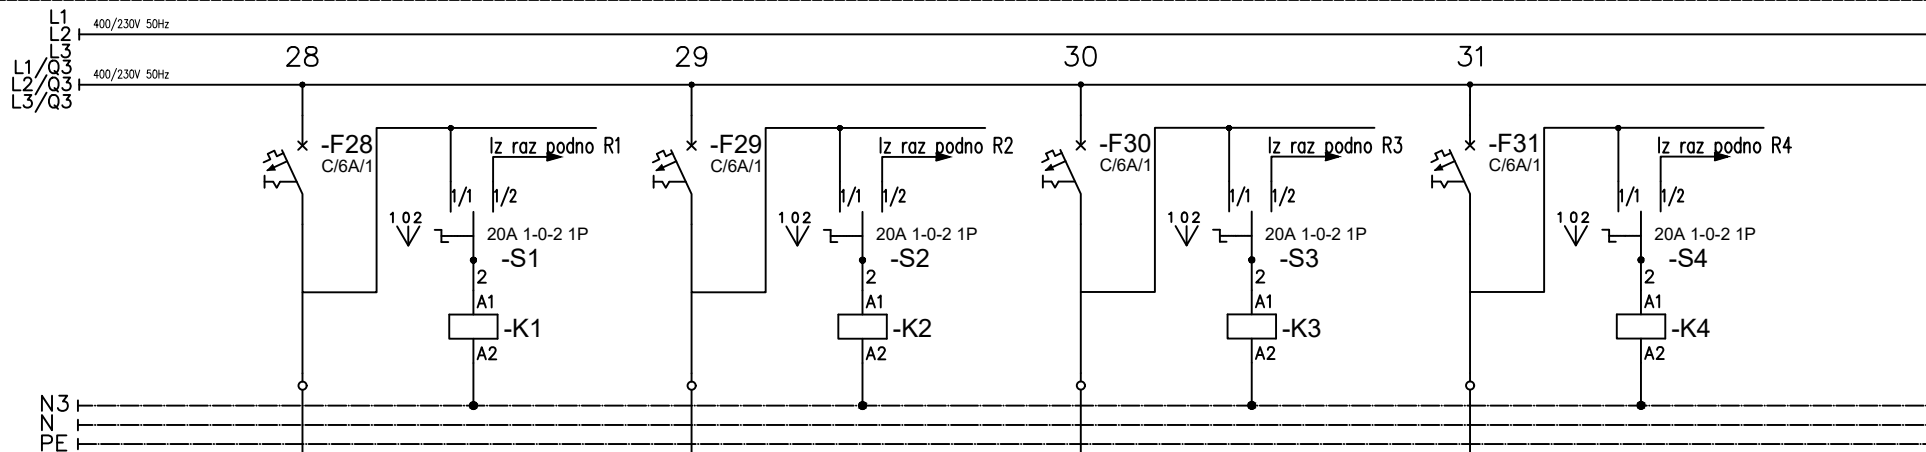 L1
400/230V 50Hz
L2
L3
28 29 30 31
L1/Q3
400/230V 50Hz
L2/Q3
L3/Q3
-F28 Iz raz podno R1 -F29 Iz raz podno R2 -F30 Iz raz podno R3 -F31 Iz raz podno R4
C/6A/1 C/6A/1 C/6A/1 C/6A/1
1/1 1/2 1/1 1/2 1/1 1/2 1/1 1/2
1 0 2 1 0 2 1 0 2 1 0 2
20A 1-0-2 1P 20A 1-0-2 1P 20A 1-0-2 1P 20A 1-0-2 1P
-S1 -S2 -S3 -S4
2 2 2 2
A1 A1 A1 A1
-K1 -K2 -K3 -K4
A2 A2 A2 A2
N3
N
PE